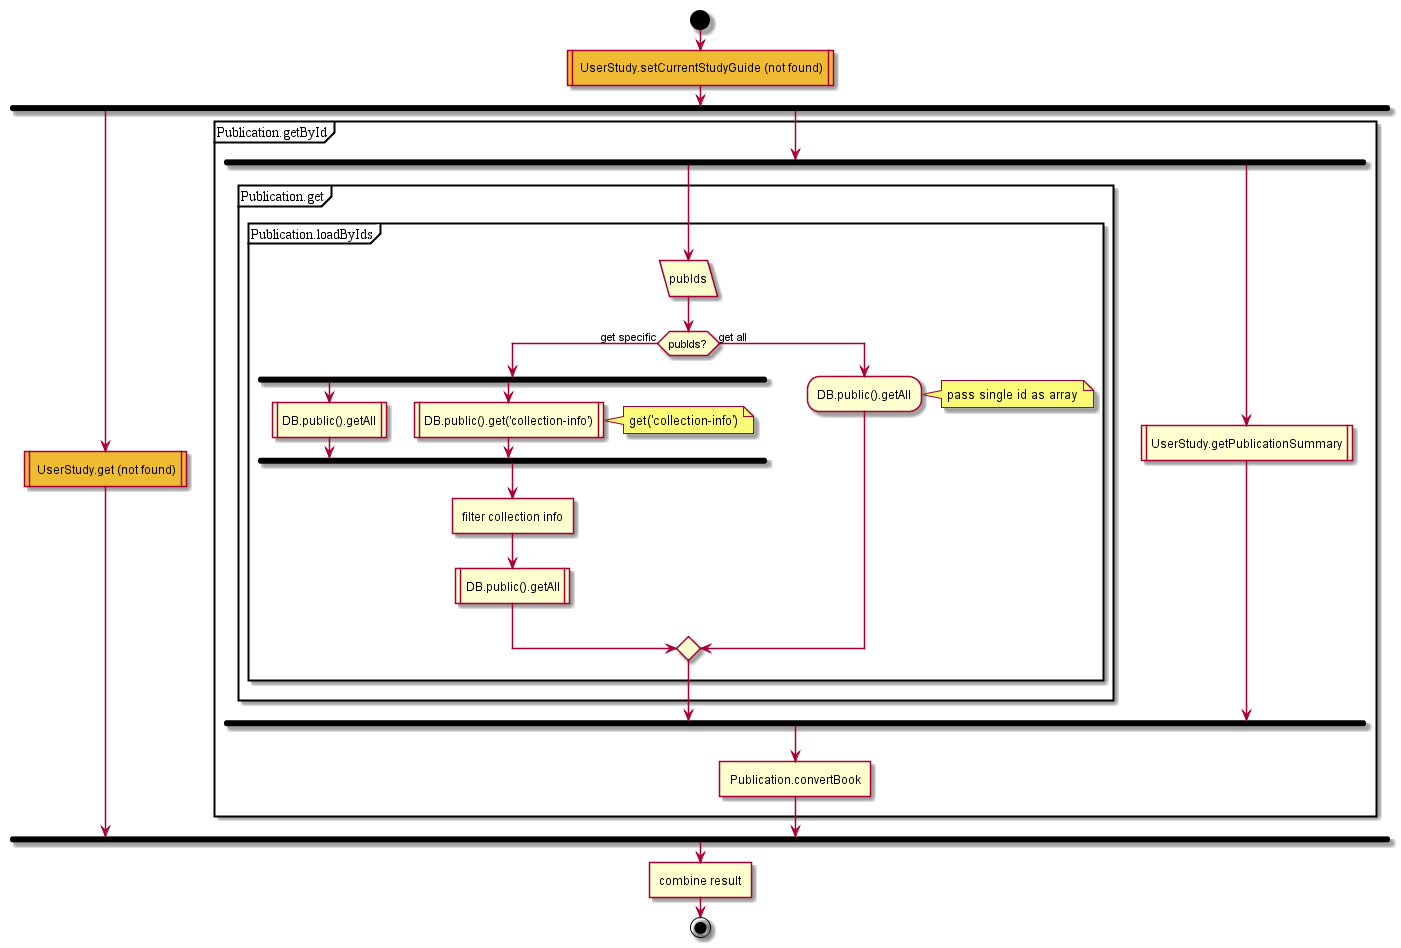 UserStudy.setCurrentStudyGuide (not found)
Publication.getById
Publication.get
Publication.loadByIds
pubIds
get specific
pubIds?
get all
DB.public().getAll
DB.public().get('collection-info')
get('collection-info')
DB.public().getAll
pass single id as array
UserStudy.get (not found)
UserStudy.getPublicationSummary
filter collection info
DB.public().getAll
Publication.convertBook
combine result